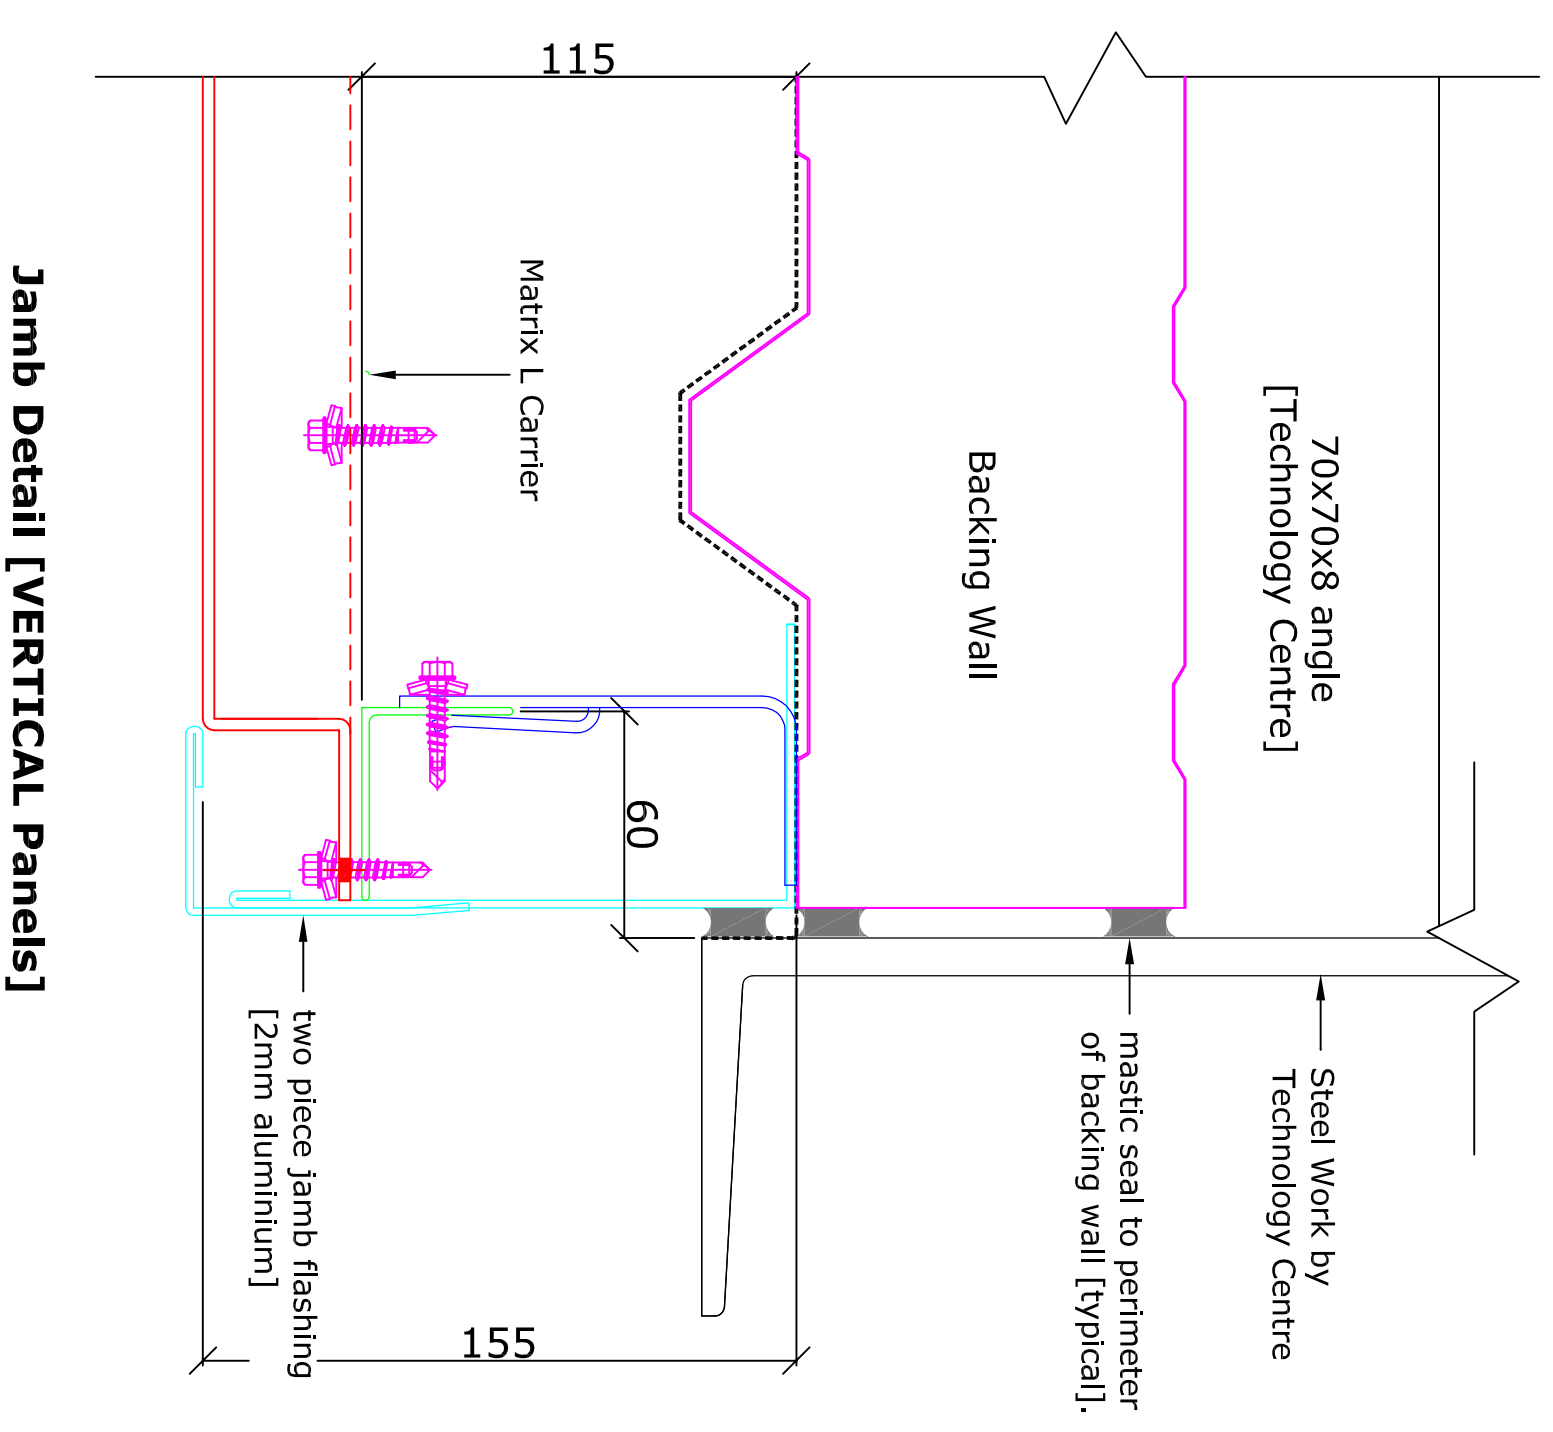 115
70x70x8 angle
[Technology Centre]
Backing Wall
Matrix L Carrier
60
Steel Work by
Technology Centre
mastic seal to perimeter
of backing wall [typical].
two piece jamb flashing
[2mm aluminium]
155
Jamb Detail [VERTICAL Panels]